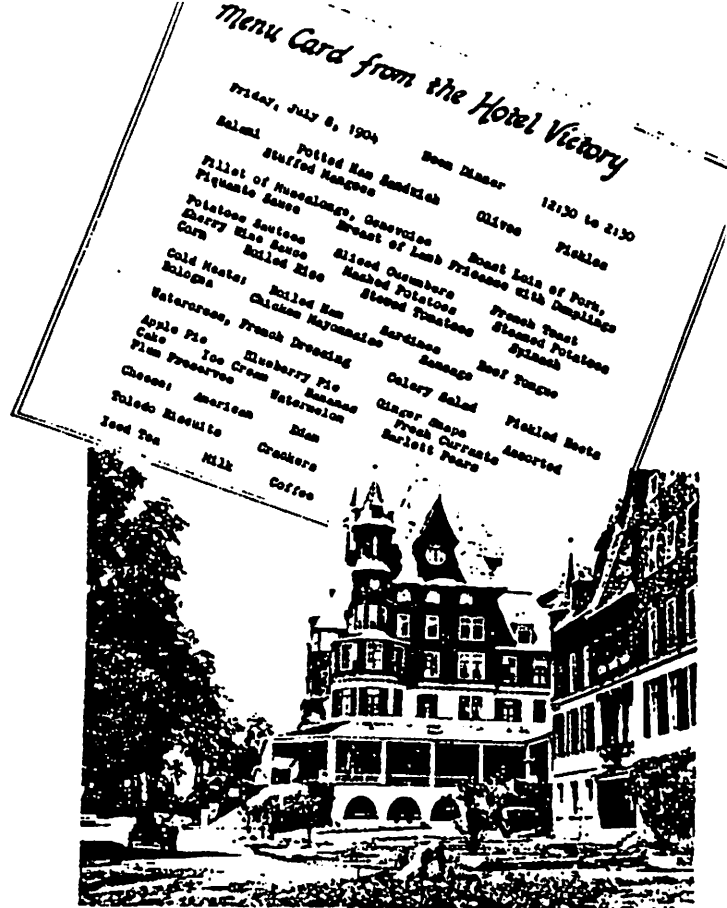 Menu Card from the Hotel Victory
Friday, July 8, 1904 Noon Dinner 12:30 to 2:30
Salami Potted Ham Sandwich Olives Pickles
Stuffed Mangoes
Fillet of Muscalonge, Genevoise Roast Loin of Pork,
Piquante Sauce Breast of Lamb Fricasse with Dumplings
Potatoes Sautees Sliced Cucumbers French Toast
Sherry Wine Sauce Mashed Potatoes Steamed Potatoes
Corn Boiled Rice Stewed Tomatoes Spinach
Cold Meats: Boiled Ham Sardines Beef Tongue
Bologna Chicken Mayonnaise Sausage
Watercress, French Dressing Celery Salad Pickled Beets
Apple Pie Blueberry Pie Ginger Snaps Assorted
Cake Ice Cream Bananas Fresh Currants
Plum Preserves Watermelon Barlett Pears
Cheese: American Edam
Toledo Biscuits Crackers
Iced Tea Milk Coffee